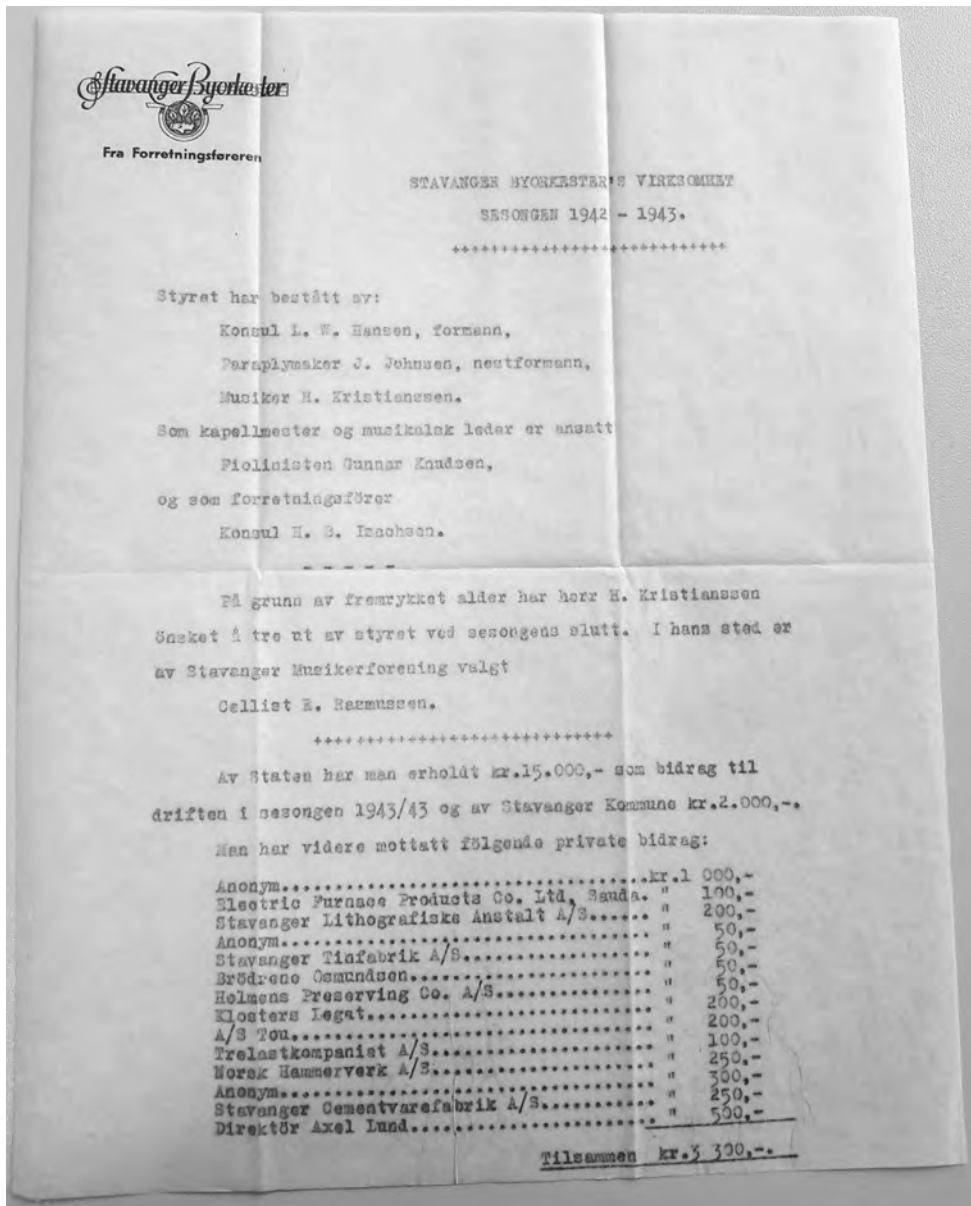 Stavanger Byorkester
Fra Forretningsføreren
STAVANGER BYORKESTER'S VIRKSOMHET
SESONGEN 1942 - 1943.
++++++++++++++++++++++++++++
Styret har bestått av:
Konsul L. W. Hansen, formann,
Paraplymaker J. Johnsen, nestformann,
Musiker H. Kristianssen.
Som kapellmester og musikalsk leder er ansatt
Fiolinisten Gunnar Knudsen,
og som forretningsförer
Konsul H. B. Isachsen.
- - - - -
På grunn av fremrykket alder har herr H. Kristianssen
önsket å tre ut av styret ved sesongens slutt. I hans sted er
av Stavanger Musikerforening valgt
Cellist R. Rasmussen.
++++++++++++++++++++++++++++
Av Staten har man erholdt kr.15.000,- som bidrag til
driften i sesongen 1943/43 og av Stavanger Kommune kr.2.000,-.
Man har videre mottatt fölgende private bidrag:
Anonym...................................kr.1 000,-
Electric Furnace Products Co. Ltd, Sauda. " 100,-
Stavanger Lithografiske Anstalt A/S...... " 200,-
Anonym................................... " 50,-
Stavanger Tinfabrik A/S.................. " 50,-
Brödrene Osmundsen....................... " 50,-
Holmens Preserving Co. A/S............... " 50,-
Klosters Legat........................... " 200,-
A/S Tou.................................. " 200,-
Trelastkompaniet A/S..................... " 100,-
Norsk Hammerverk A/S..................... " 250,-
Anonym................................... " 300,-
Stavanger Cementvarefabrik A/S........... " 250,-
Direktör Axel Lund....................... " 500,-
Tilsammen kr.3 300,-.